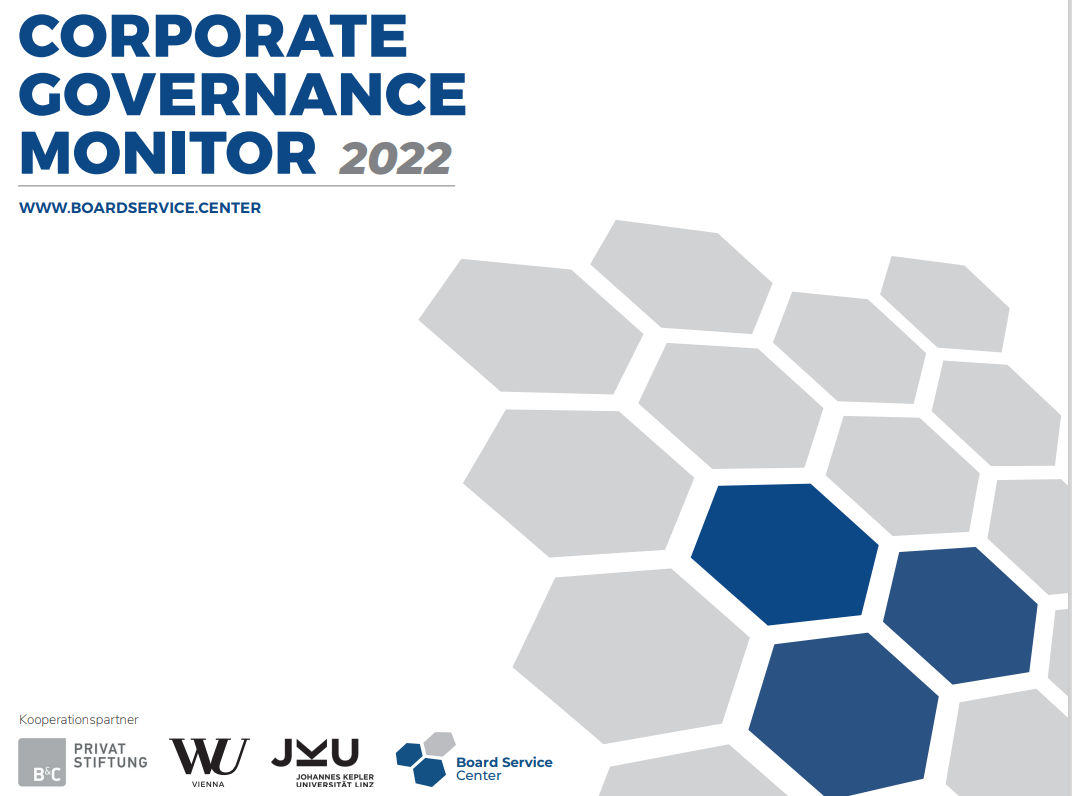 CORPORATE
GOVERNANCE
MONITOR 2022
WWW.BOARDSERVICE.CENTER
Kooperationspartner
B&C PRIVAT
STIFTUNG
WU
VIENNA
JKU
JOHANNES KEPLER
UNIVERSITÄT LINZ
Board Service
Center